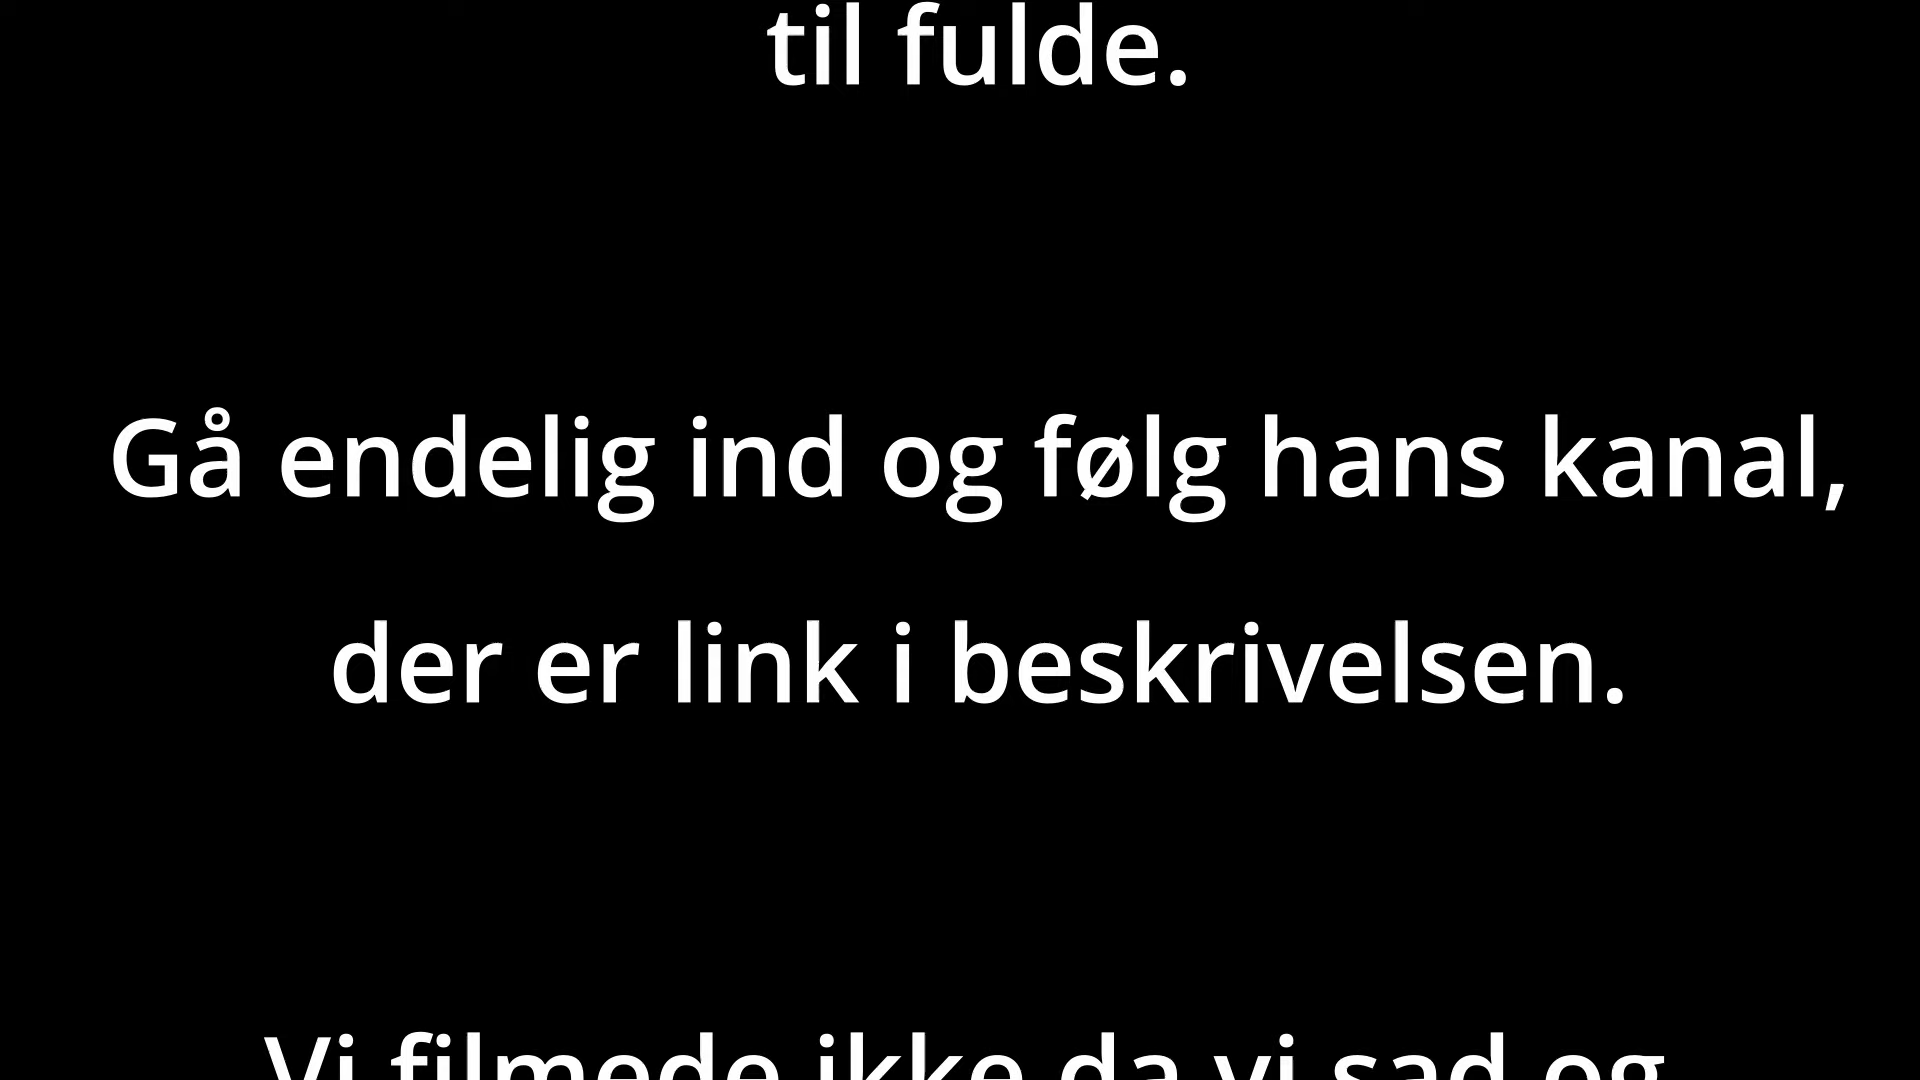 til fulde.
Gå endelig ind og følg hans kanal,
der er link i beskrivelsen.
Vi filmede ikke da vi sad og